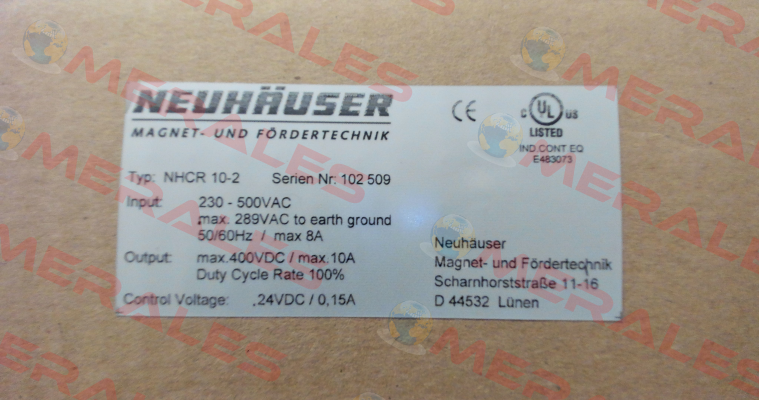 NEUHÄUSER
MAGNET- UND FÖRDERTECHNIK
Typ: NHCR 10-2 Serien Nr: 102 509
Input: 230 - 500VAC
max. 289VAC to earth ground
50/60Hz / max 8A
Output: max.400VDC / max.10A
Duty Cycle Rate 100%
Control Voltage: ,24VDC / 0,15A
CE
C UL US
LISTED
IND.CONT.EQ
E483073
Neuhäuser
Magnet- und Fördertechnik
Scharnhorststraße 11-16
D 44532 Lünen
MERALES
MERALES
MERALES
MERALES
MERALES